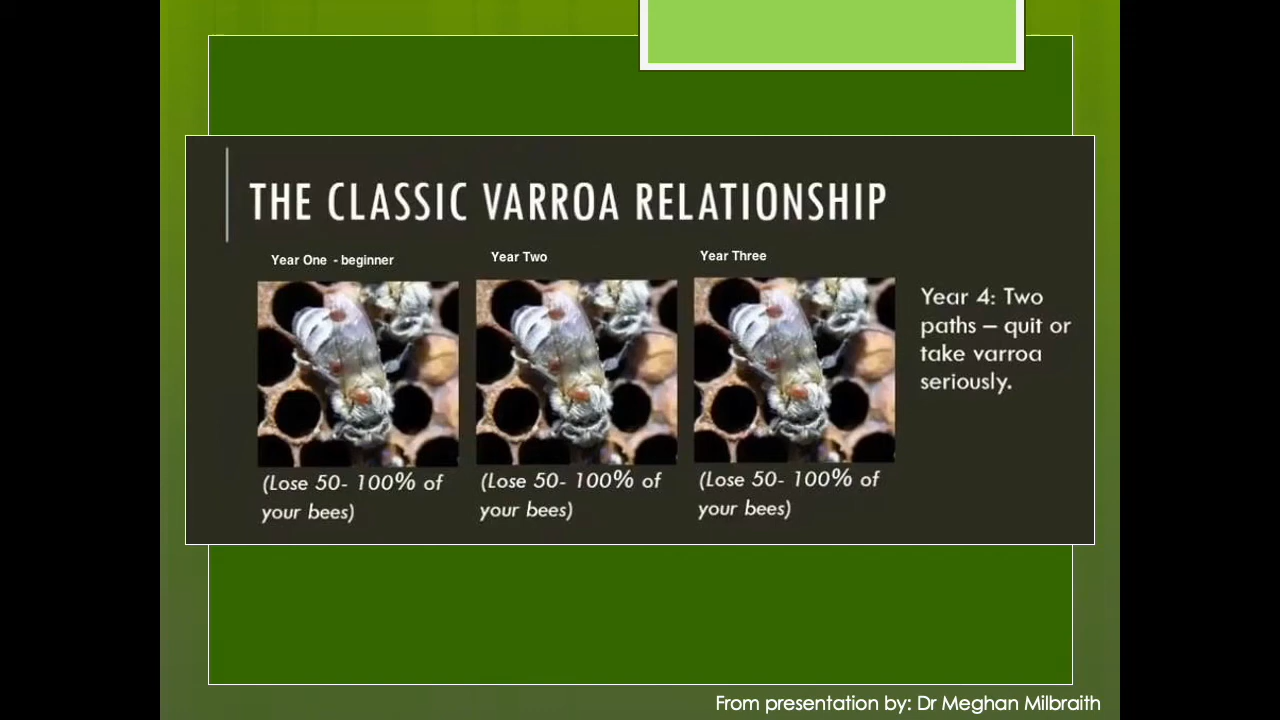 THE CLASSIC VARROA RELATIONSHIP
Year One - beginner
(Lose 50- 100% of
your bees)
Year Two
(Lose 50- 100% of
your bees)
Year Three
(Lose 50- 100% of
your bees)
Year 4: Two
paths – quit or
take varroa
seriously.
From presentation by: Dr Meghan Milbraith